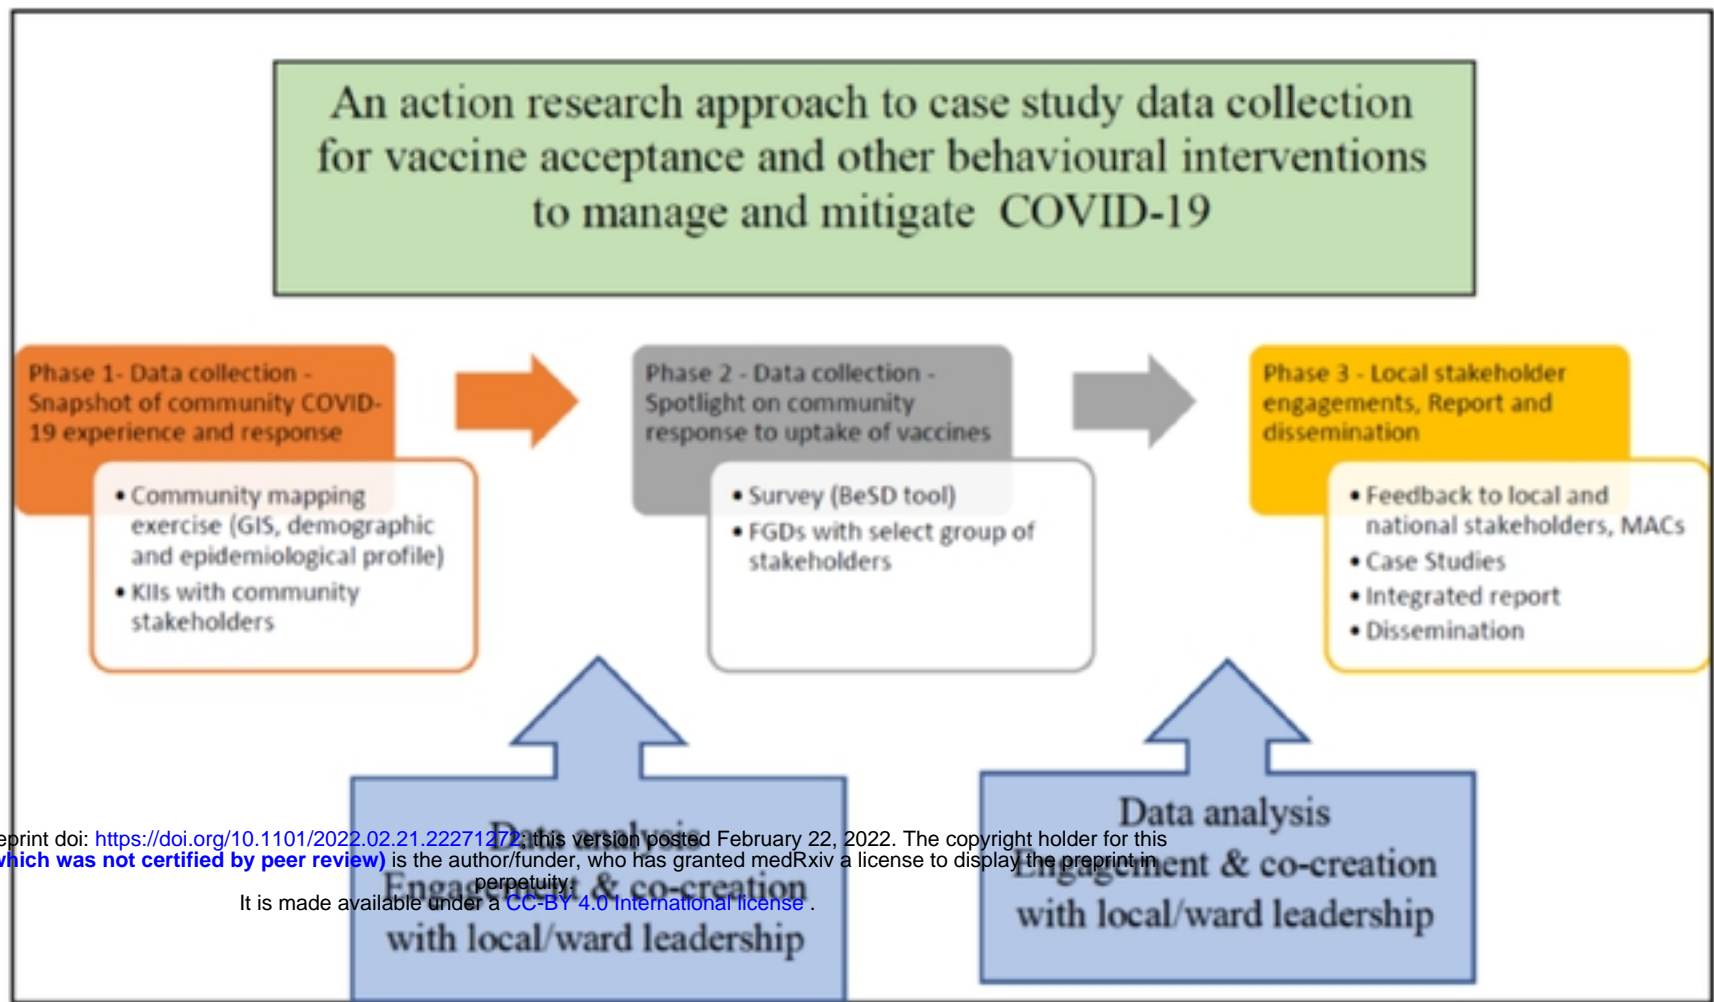 An action research approach to case study data collection
for vaccine acceptance and other behavioural interventions
to manage and mitigate COVID-19
Phase 1- Data collection -
Snapshot of community COVID-
19 experience and response
• Community mapping
exercise (GIS, demographic
and epidemiological profile)
• KIIs with community
stakeholders
Phase 2 - Data collection -
Spotlight on community
response to uptake of vaccines
• Survey (BeSD tool)
• FGDs with select group of
stakeholders
Phase 3 - Local stakeholder
engagements, Report and
dissemination
• Feedback to local and
national stakeholders, MACs
• Case Studies
• Integrated report
• Dissemination
Data analysis
Engagement & co-creation
with local/ward leadership
Data analysis
Engagement & co-creation
with local/ward leadership
eprint doi: https://doi.org/10.1101/2022.02.21.22271272; this version posted February 22, 2022. The copyright holder for this
which was not certified by peer review) is the author/funder, who has granted medRxiv a license to display the preprint in
perpetuity.
It is made available under a CC-BY 4.0 International license .